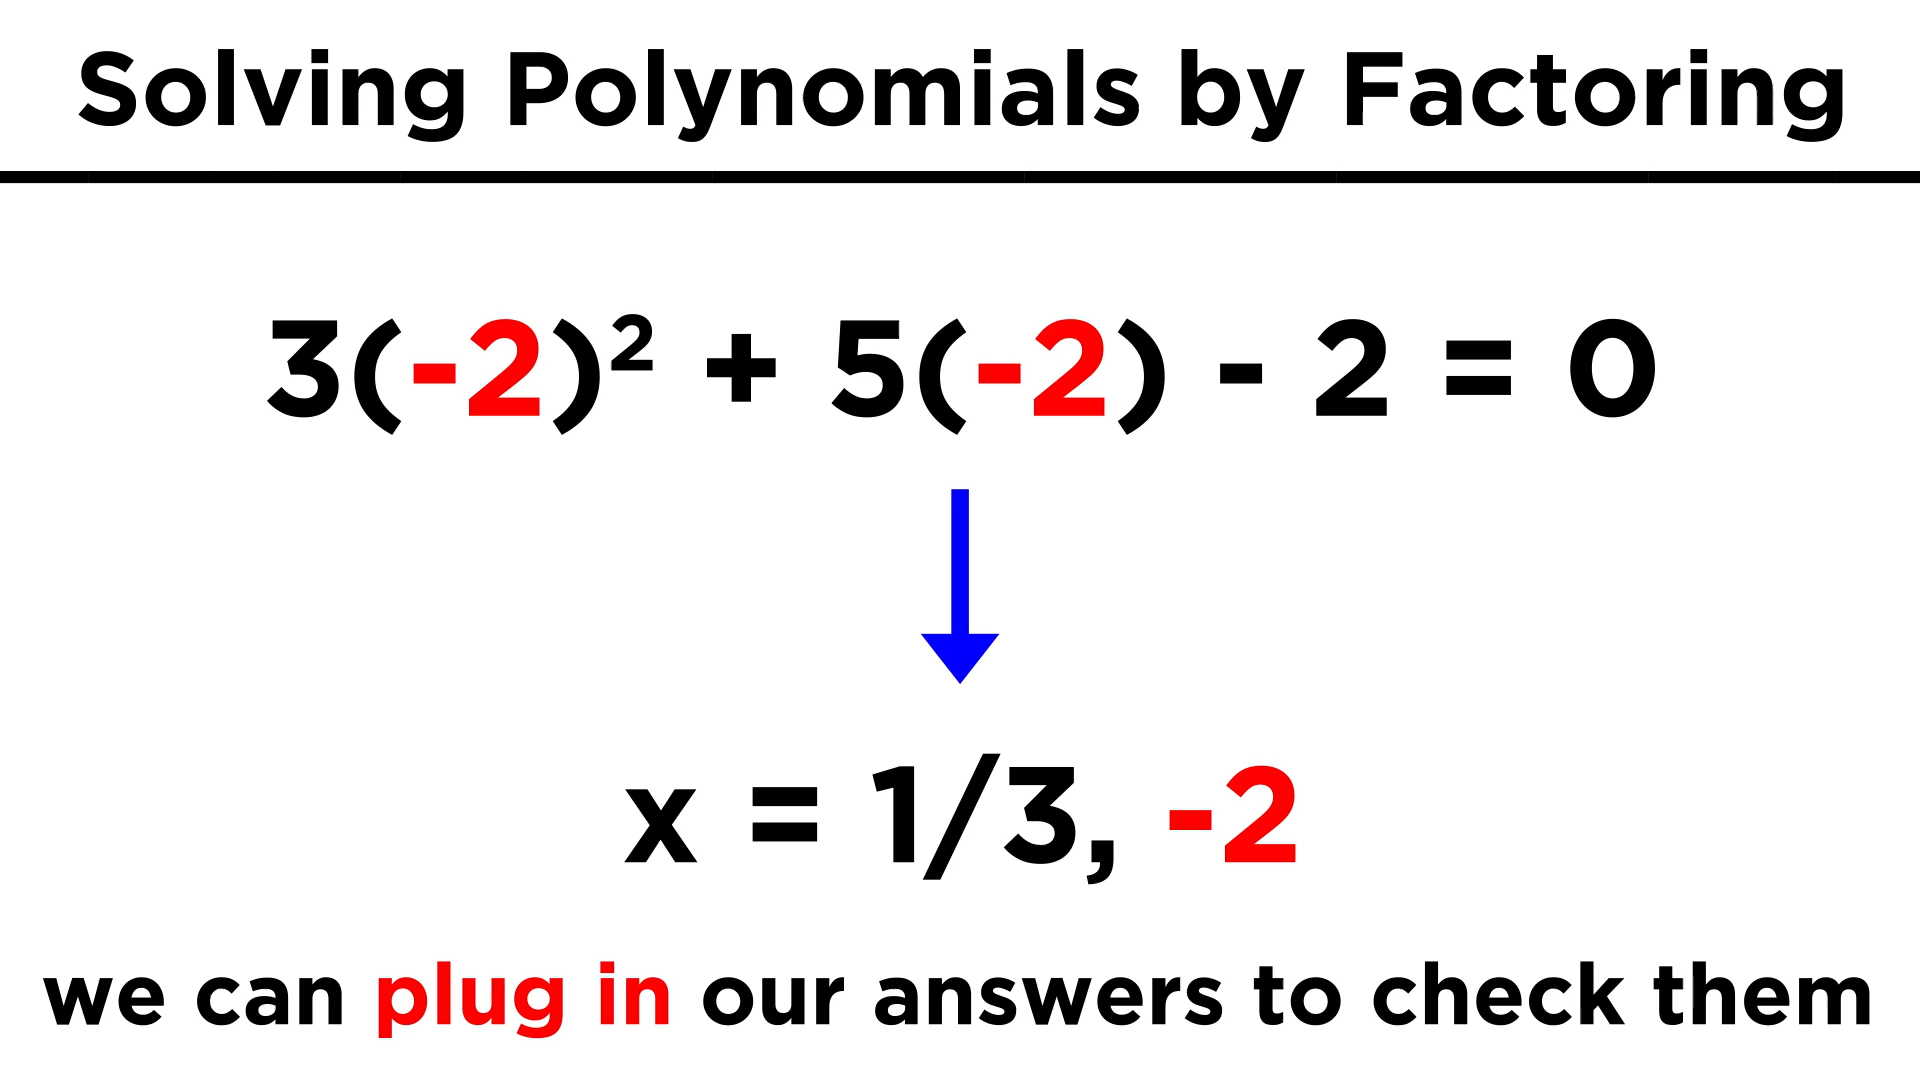 Solving Polynomials by Factoring
3(-2)² + 5(-2) - 2 = 0
x = 1/3, -2
we can plug in our answers to check them